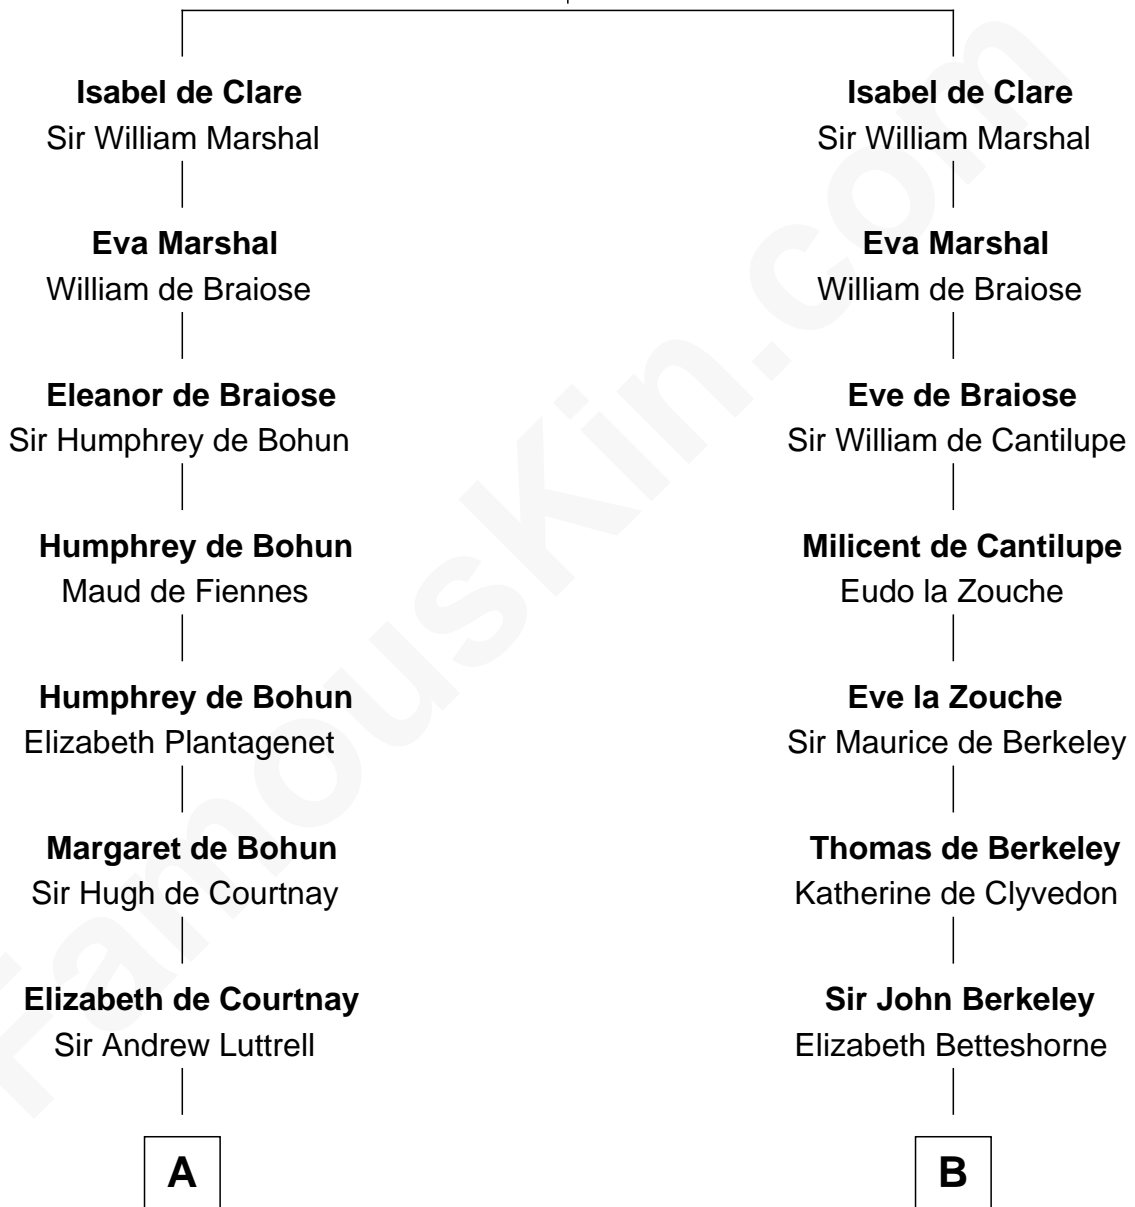 Isabel de Clare
Sir William Marshal
Eva Marshal
William de Braiose
Eleanor de Braiose
Sir Humphrey de Bohun
Humphrey de Bohun
Maud de Fiennes
Humphrey de Bohun
Elizabeth Plantagenet
Margaret de Bohun
Sir Hugh de Courtnay
Elizabeth de Courtnay
Sir Andrew Luttrell
A
Isabel de Clare
Sir William Marshal
Eva Marshal
William de Braiose
Eve de Braiose
Sir William de Cantilupe
Milicent de Cantilupe
Eudo la Zouche
Eve la Zouche
Sir Maurice de Berkeley
Thomas de Berkeley
Katherine de Clyvedon
Sir John Berkeley
Elizabeth Betteshorne
B
FamousKin.com